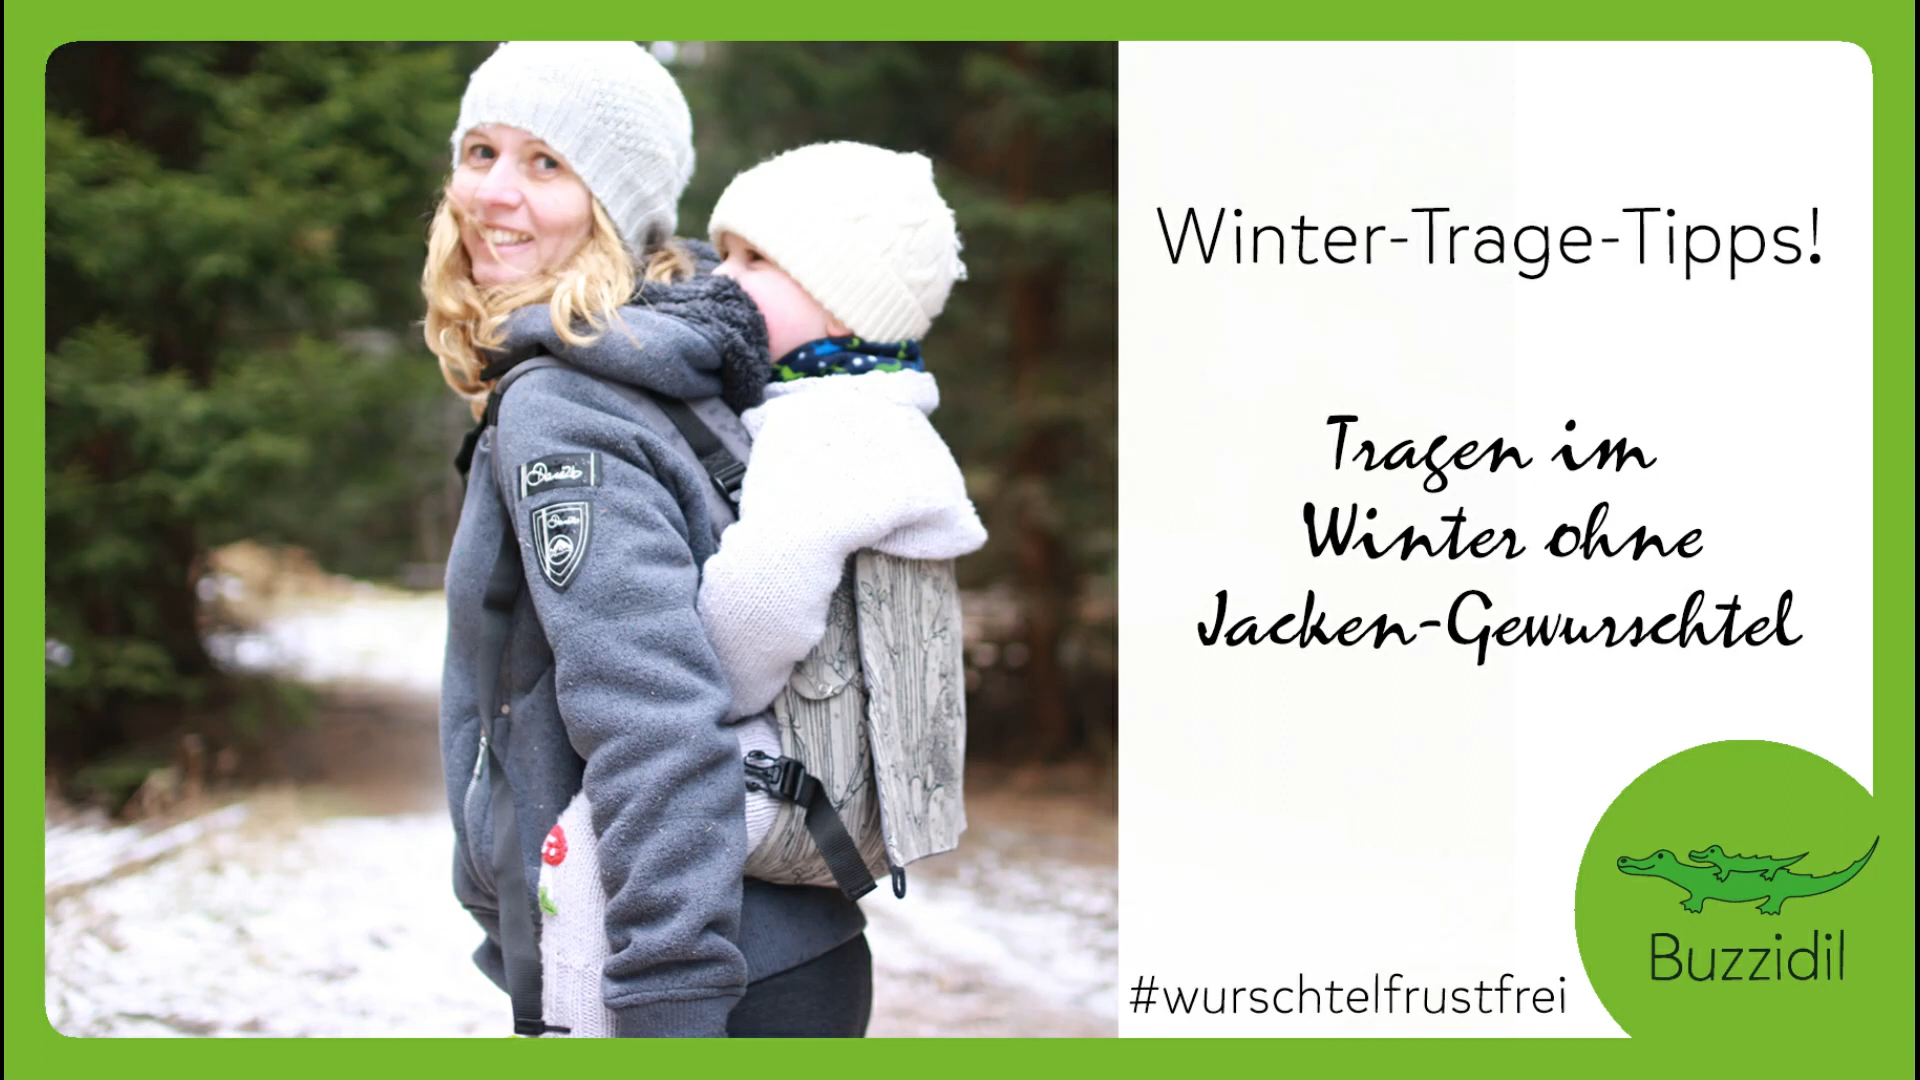 Winter-Trage-Tipps!
Tragen im
Winter ohne
Jacken-Gewurschtel
#wurschtelfrustfrei
Buzzidil